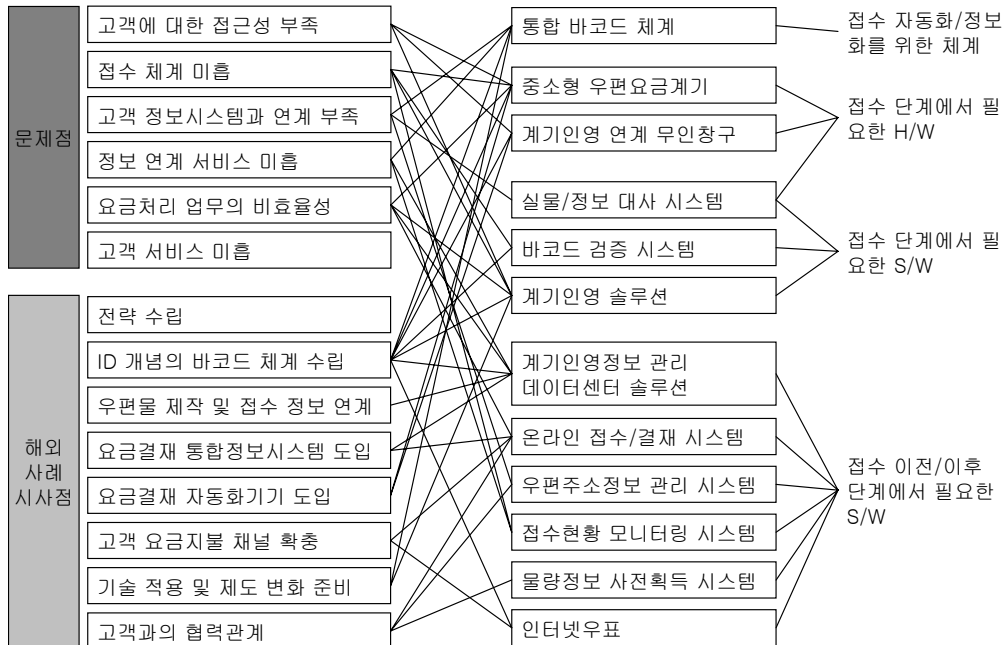 문제점
고객에 대한 접근성 부족
접수 체계 미흡
고객 정보시스템과 연계 부족
정보 연계 서비스 미흡
요금처리 업무의 비효율성
고객 서비스 미흡
해외
사례
시사점
전략 수립
ID 개념의 바코드 체계 수립
우편물 제작 및 접수 정보 연계
요금결재 통합정보시스템 도입
요금결재 자동화기기 도입
고객 요금지불 채널 확충
기술 적용 및 제도 변화 준비
고객과의 협력관계
통합 바코드 체계
중소형 우편요금계기
계기인영 연계 무인창구
실물/정보 대사 시스템
바코드 검증 시스템
계기인영 솔루션
계기인영정보 관리
데이터센터 솔루션
온라인 접수/결재 시스템
우편주소정보 관리 시스템
접수현황 모니터링 시스템
물량정보 사전획득 시스템
인터넷우표
접수 자동화/정보
화를 위한 체계
접수 단계에서 필
요한 H/W
접수 단계에서 필
요한 S/W
접수 이전/이후
단계에서 필요한
S/W